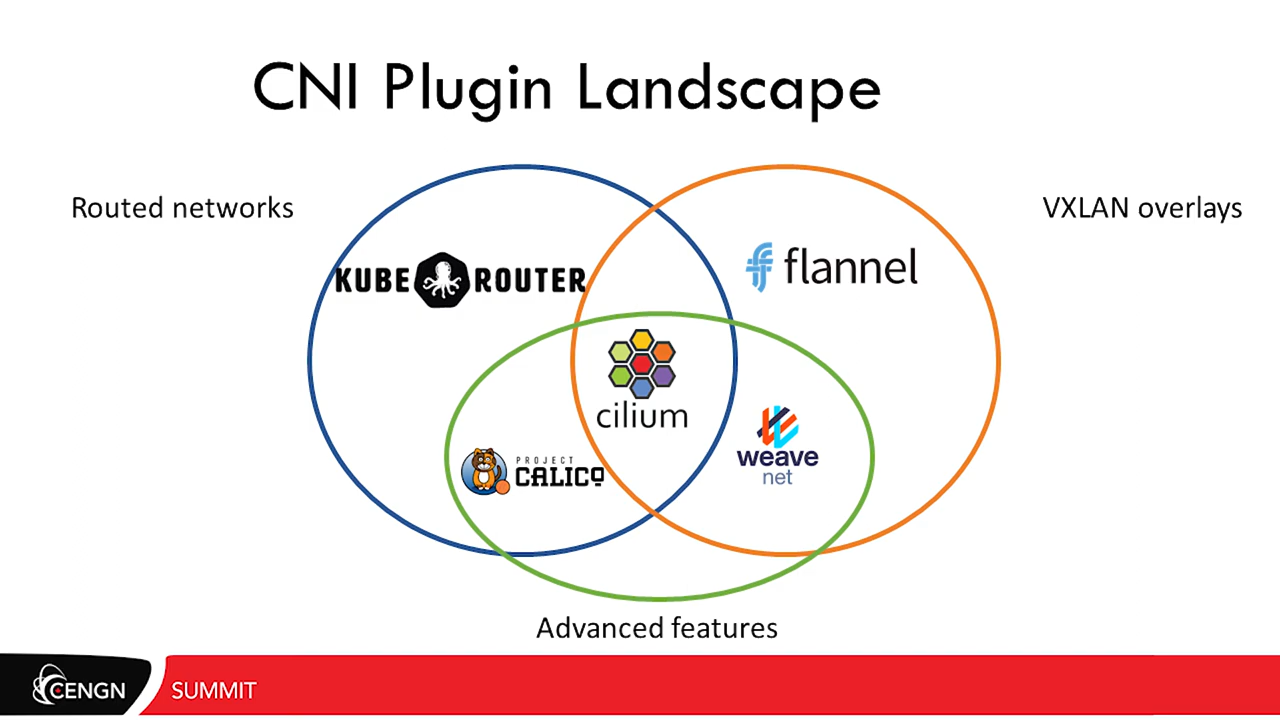 CNI Plugin Landscape
Routed networks
VXLAN overlays
KUBE ROUTER
flannel
cilium
weave
net
PROJECT
CALICO
Advanced features
CENGN
SUMMIT